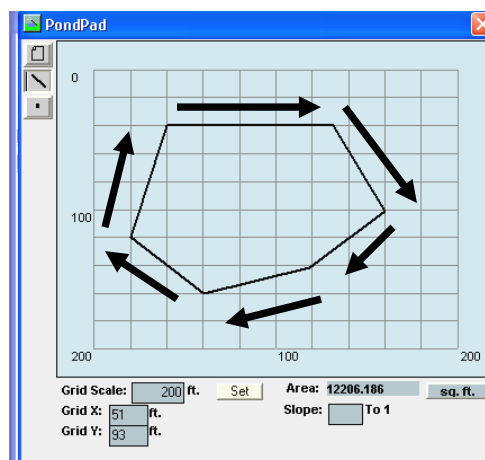 PondPad
0
100
200 100 200
Grid Scale: 200 ft. Set Area: 12206.186 sq. ft.
Grid X: 51 ft. Slope: To 1
Grid Y: 93 ft.